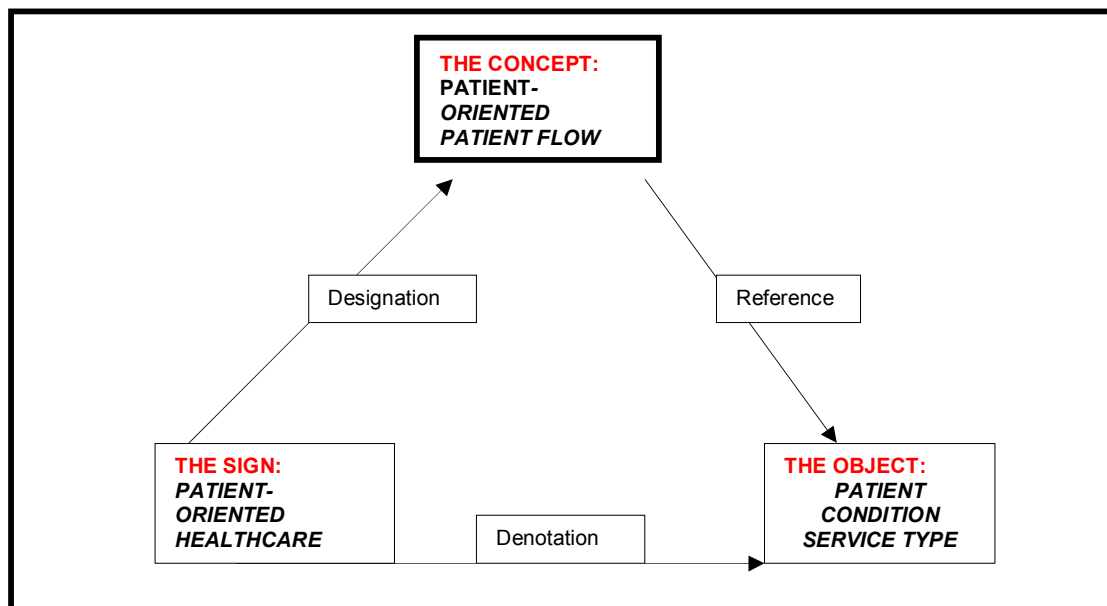 THE CONCEPT:
PATIENT-
ORIENTED
PATIENT FLOW
Designation
Reference
THE SIGN:
PATIENT-
ORIENTED
HEALTHCARE
Denotation
THE OBJECT:
PATIENT
CONDITION
SERVICE TYPE